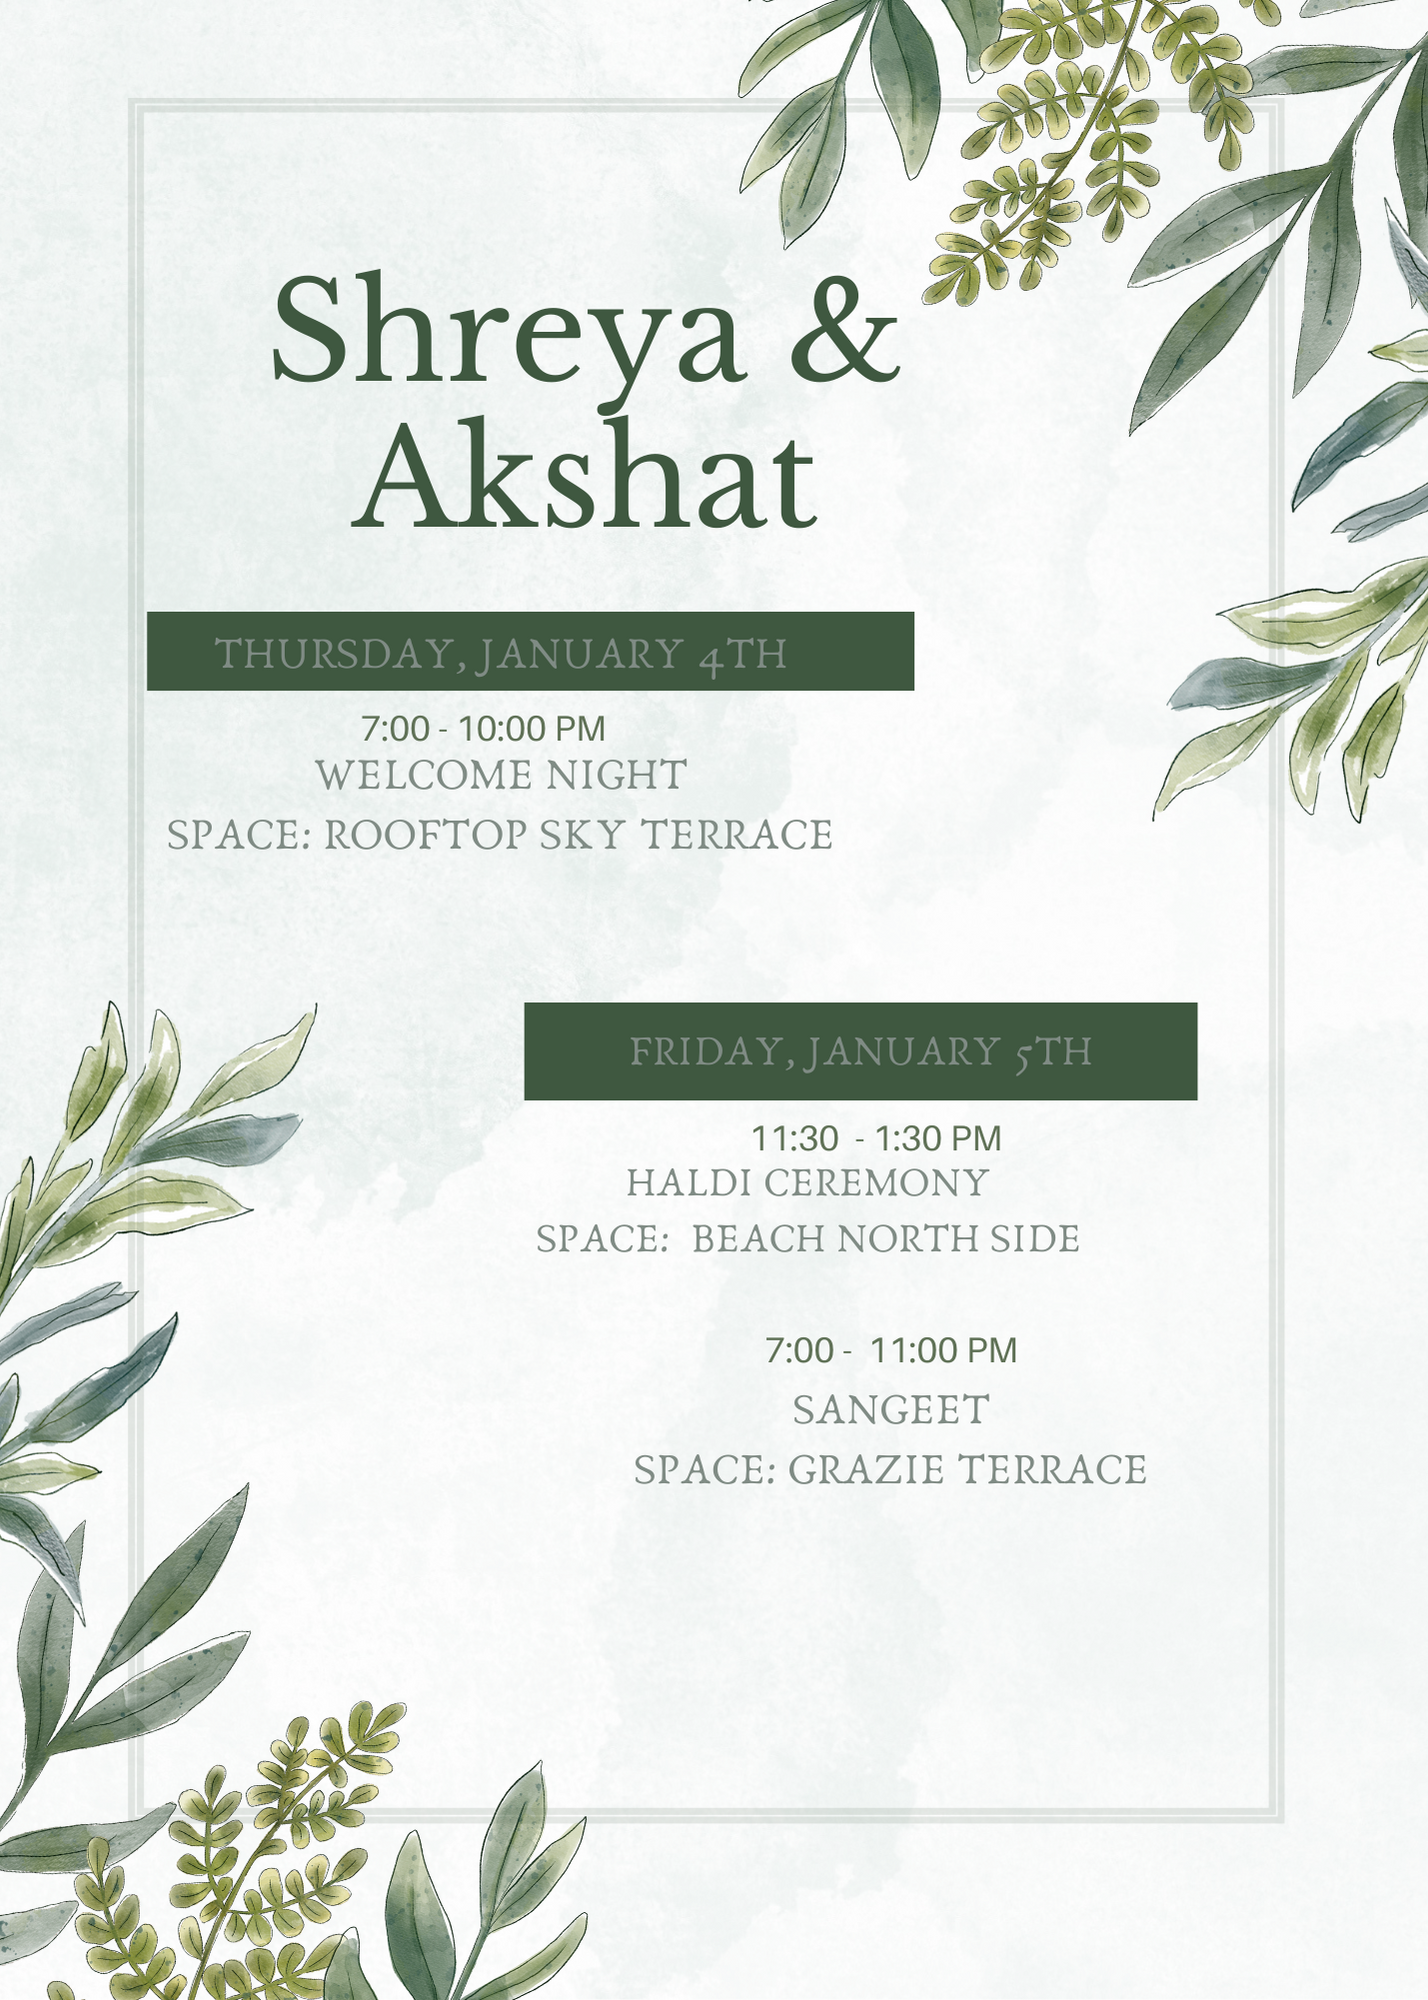 Shreya &
Akshat
THURSDAY, JANUARY 4TH
7:00 - 10:00 PM
WELCOME NIGHT
SPACE: ROOFTOP SKY TERRACE
FRIDAY, JANUARY 5TH
11:30 - 1:30 PM
HALDI CEREMONY
SPACE: BEACH NORTH SIDE
7:00 - 11:00 PM
SANGEET
SPACE: GRAZIE TERRACE